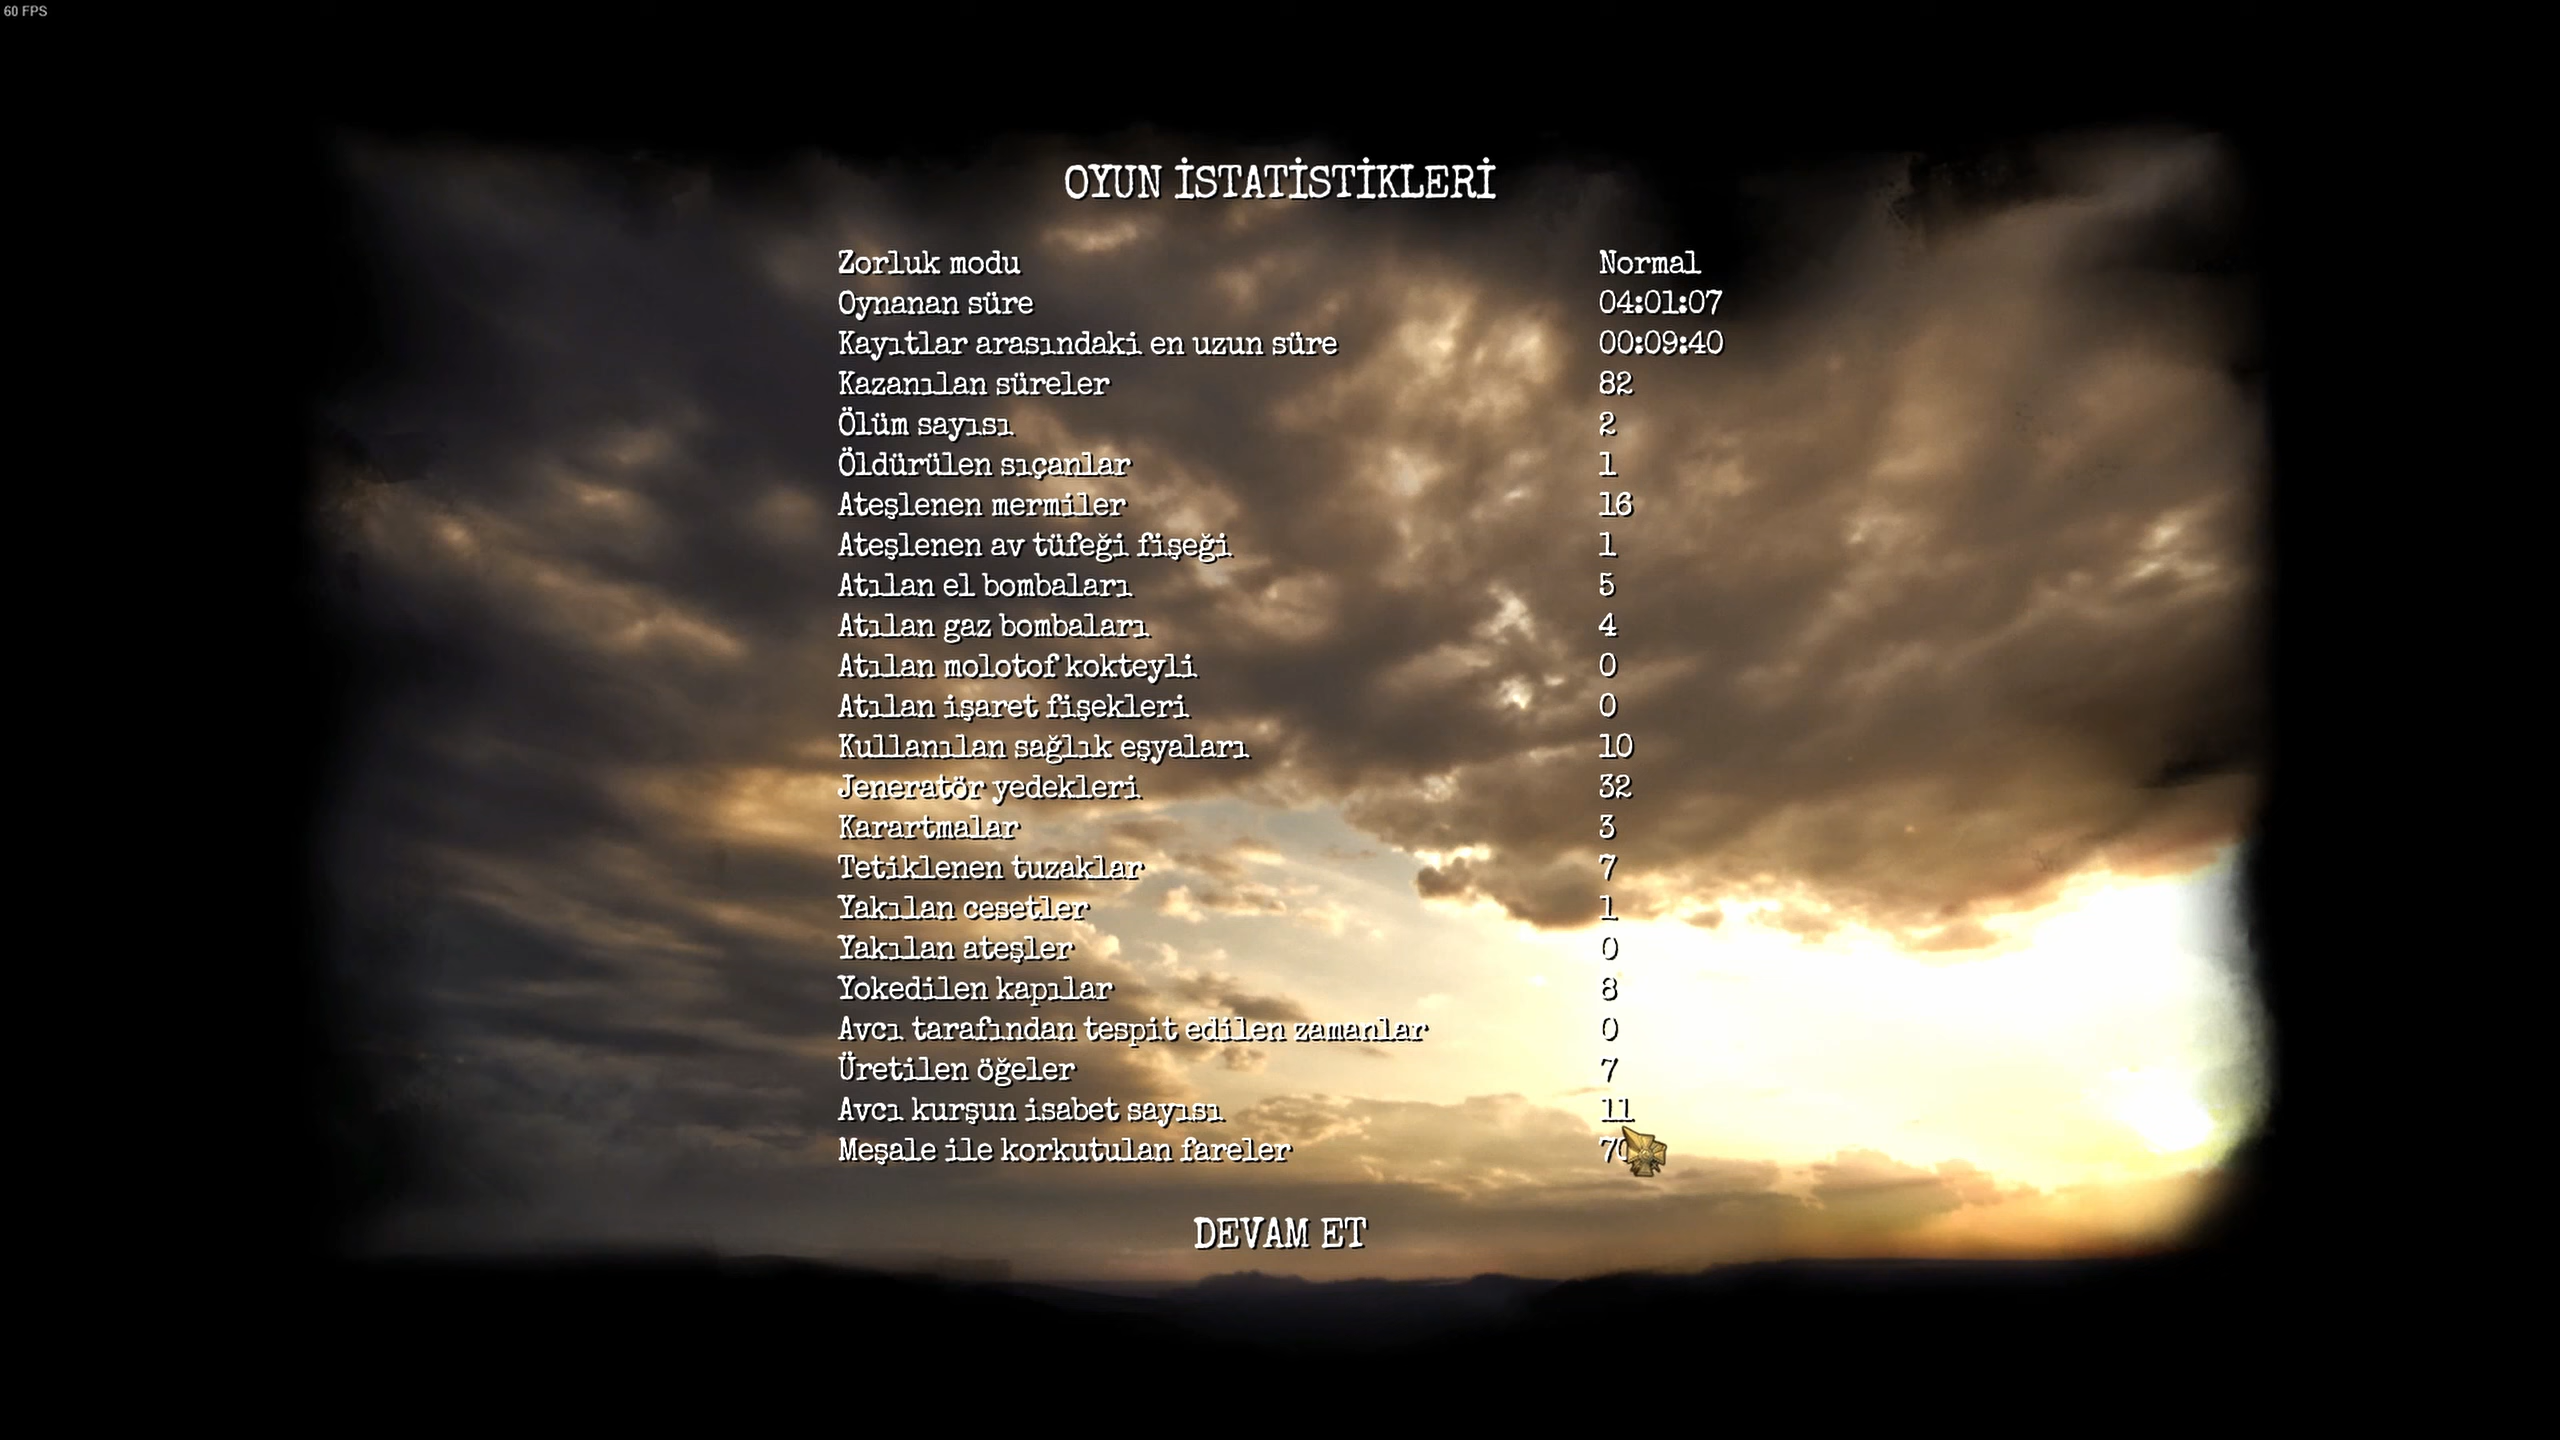 60 FPS
OYUN İSTATİSTİKLERİ
Zorluk modu Normal
Oynanan süre 04:01:07
Kayıtlar arasındaki en uzun süre 00:09:40
Kazanılan süreler 82
Ölüm sayısı 2
Öldürülen sıçanlar 1
Ateşlenen mermiler 16
Ateşlenen av tüfeği fişeği 1
Atılan el bombaları 5
Atılan gaz bombaları 4
Atılan molotof kokteyli 0
Atılan işaret fişekleri 0
Kullanılan sağlık eşyaları 10
Jeneratör yedekleri 32
Karartmalar 3
Tetiklenen tuzaklar 7
Yakılan cesetler 1
Yakılan ateşler 0
Yokedilen kapılar 8
Avcı tarafından tespit edilen zamanlar 0
Üretilen öğeler 7
Avcı kurşun isabet sayısı 11
Meşale ile korkutulan fareler 70
DEVAM ET